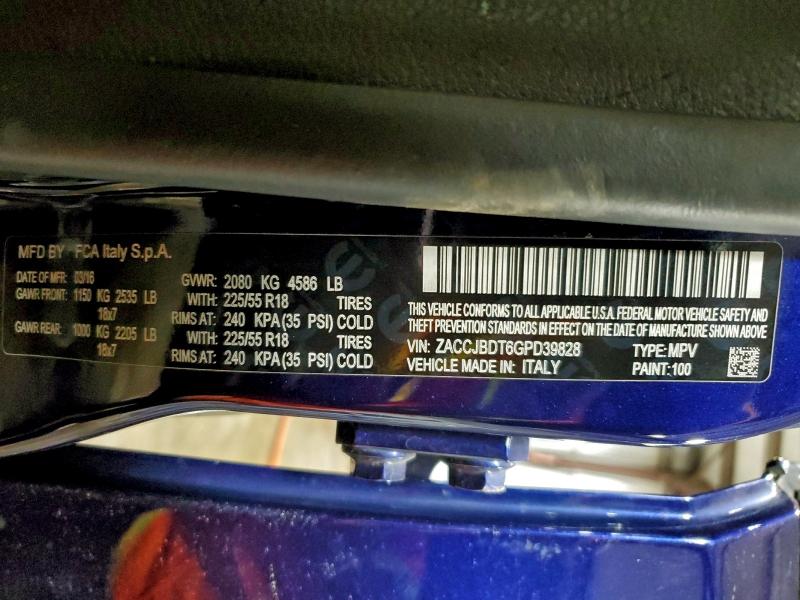 MFD BY FCA Italy S.p.A.
DATE OF MFR: 03/16
GAWR FRONT: 1150 KG 2535 LB
18x7
GAWR REAR: 1000 KG 2205 LB
18x7
GVWR: 2080 KG 4586 LB
WITH: 225/55 R18 TIRES
RIMS AT: 240 KPA(35 PSI) COLD
WITH: 225/55 R18 TIRES
RIMS AT: 240 KPA(35 PSI) COLD
THIS VEHICLE CONFORMS TO ALL APPLICABLE U.S.A. FEDERAL MOTOR VEHICLE SAFETY AND
THEFT PREVENTION STANDARDS IN EFFECT ON THE DATE OF MANUFACTURE SHOWN ABOVE
VIN: ZACCJBDT6GPD39828 TYPE: MPV
VEHICLE MADE IN: ITALY PAINT: 100